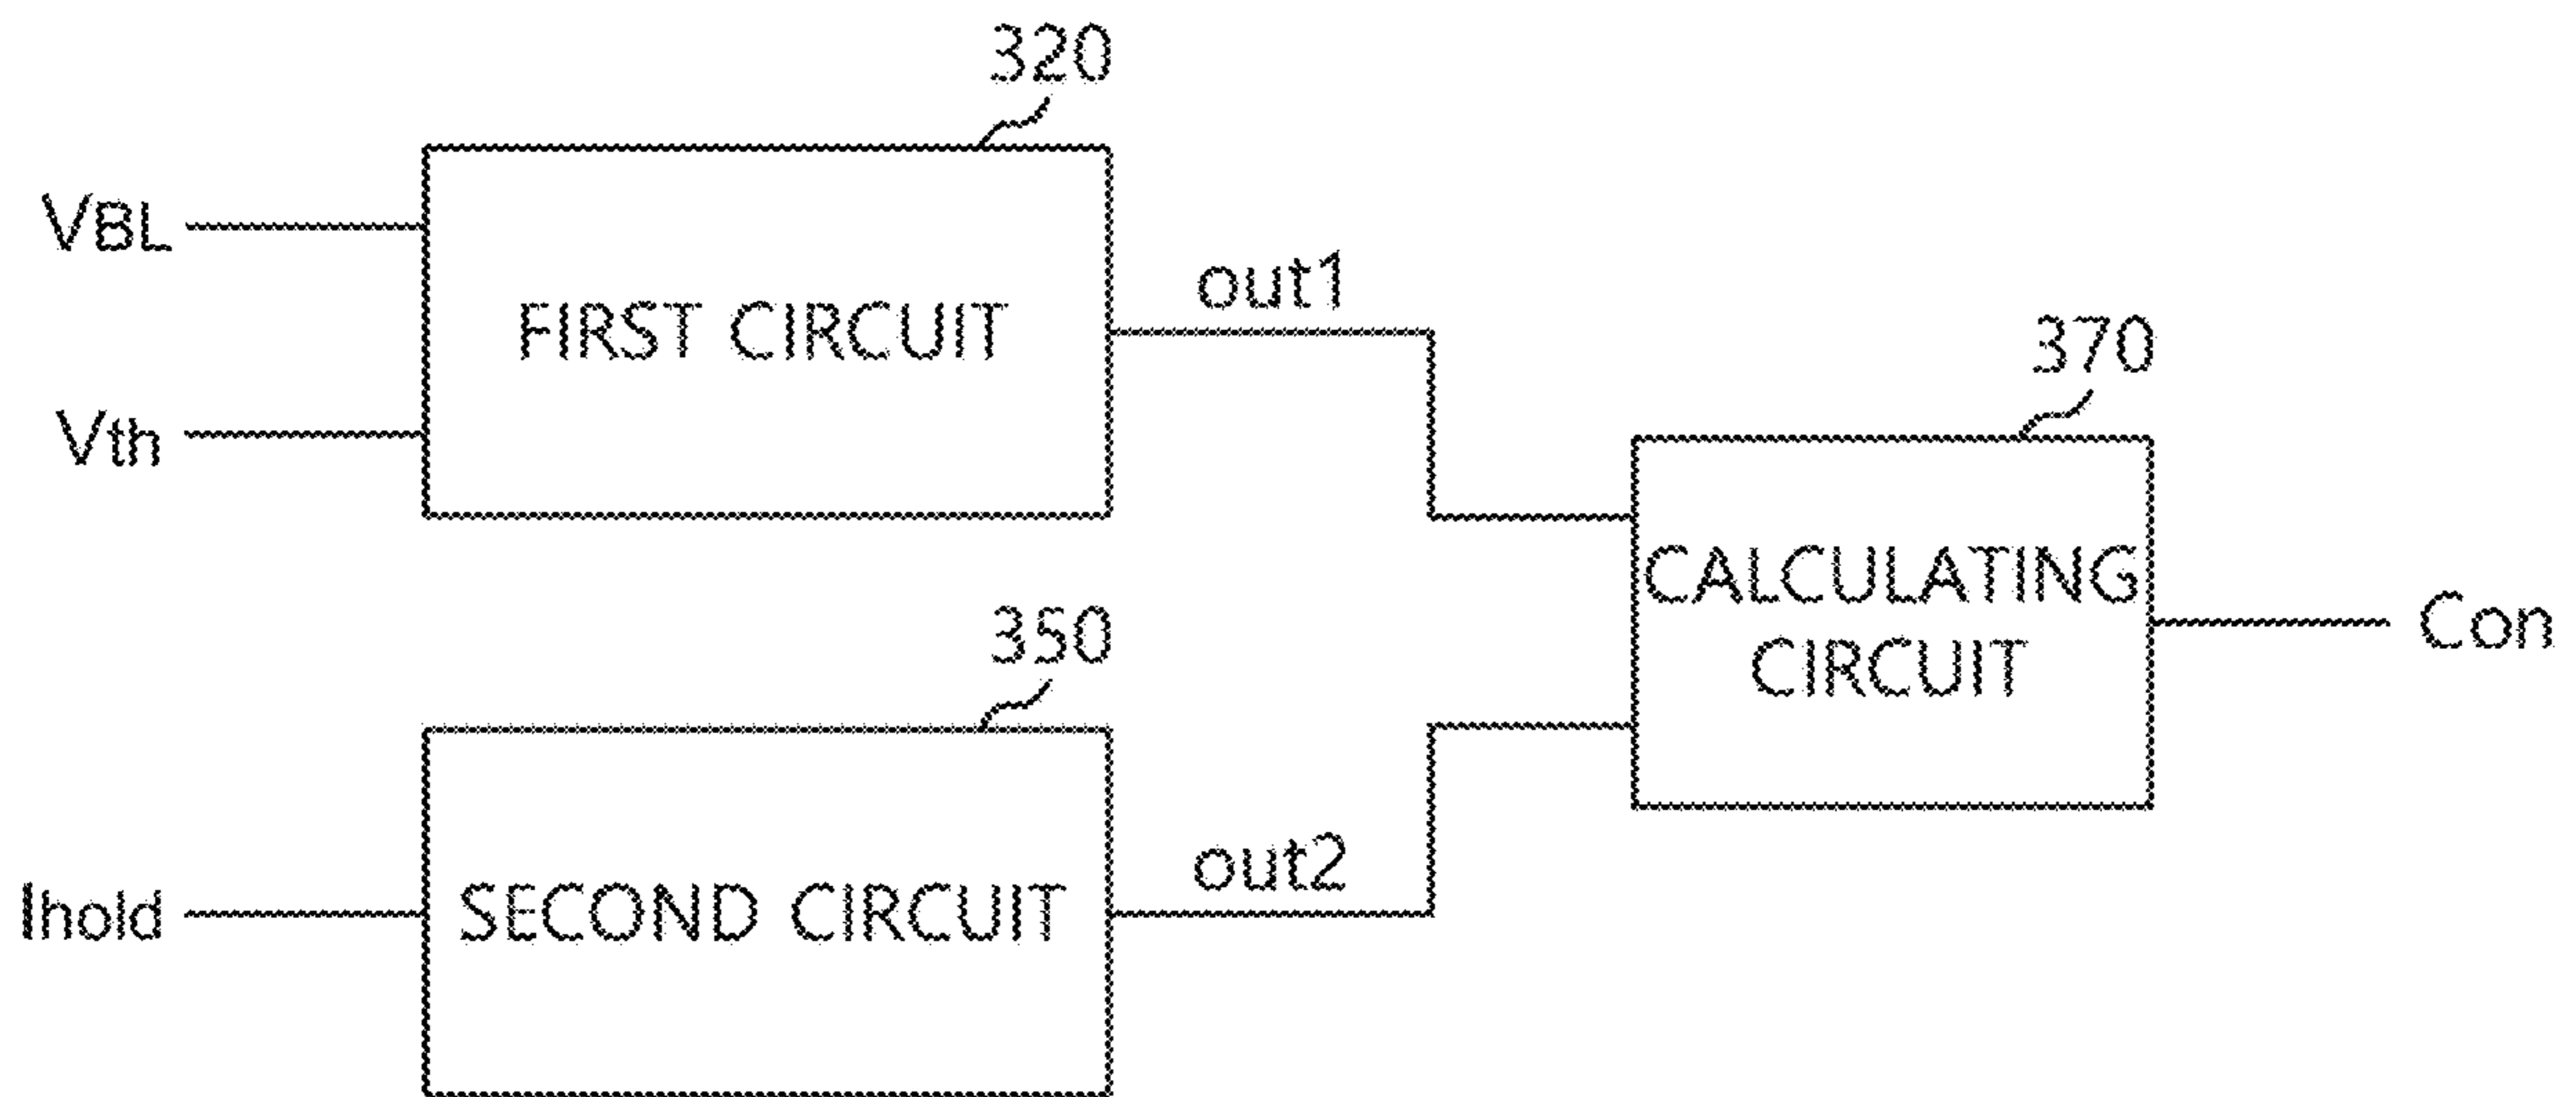 320
VBL
FIRST CIRCUIT
Vth
out1
370
CALCULATING
CIRCUIT
Con
350
Ihold
SECOND CIRCUIT
out2